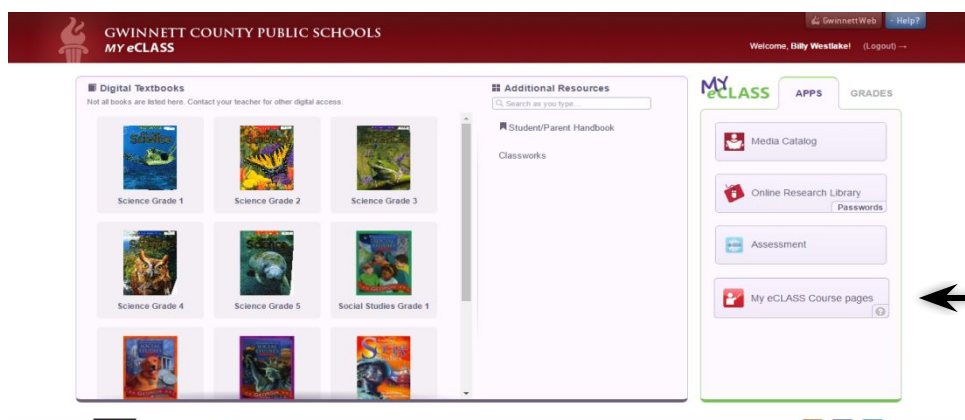 GWINNETT COUNTY PUBLIC SCHOOLS
MY eCLASS
GwinnettWeb
Help?
Welcome, Billy Westlake! (Logout) →
Digital Textbooks
Not all books are listed here. Contact your teacher for other digital access.
Science Grade 1
Science Grade 2
Science Grade 3
Science Grade 4
Science Grade 5
Social Studies Grade 1
Additional Resources
Search as you type...
Student/Parent Handbook
Classworks
MY eCLASS
APPS
GRADES
Media Catalog
Online Research Library
Passwords
Assessment
My eCLASS Course pages
?